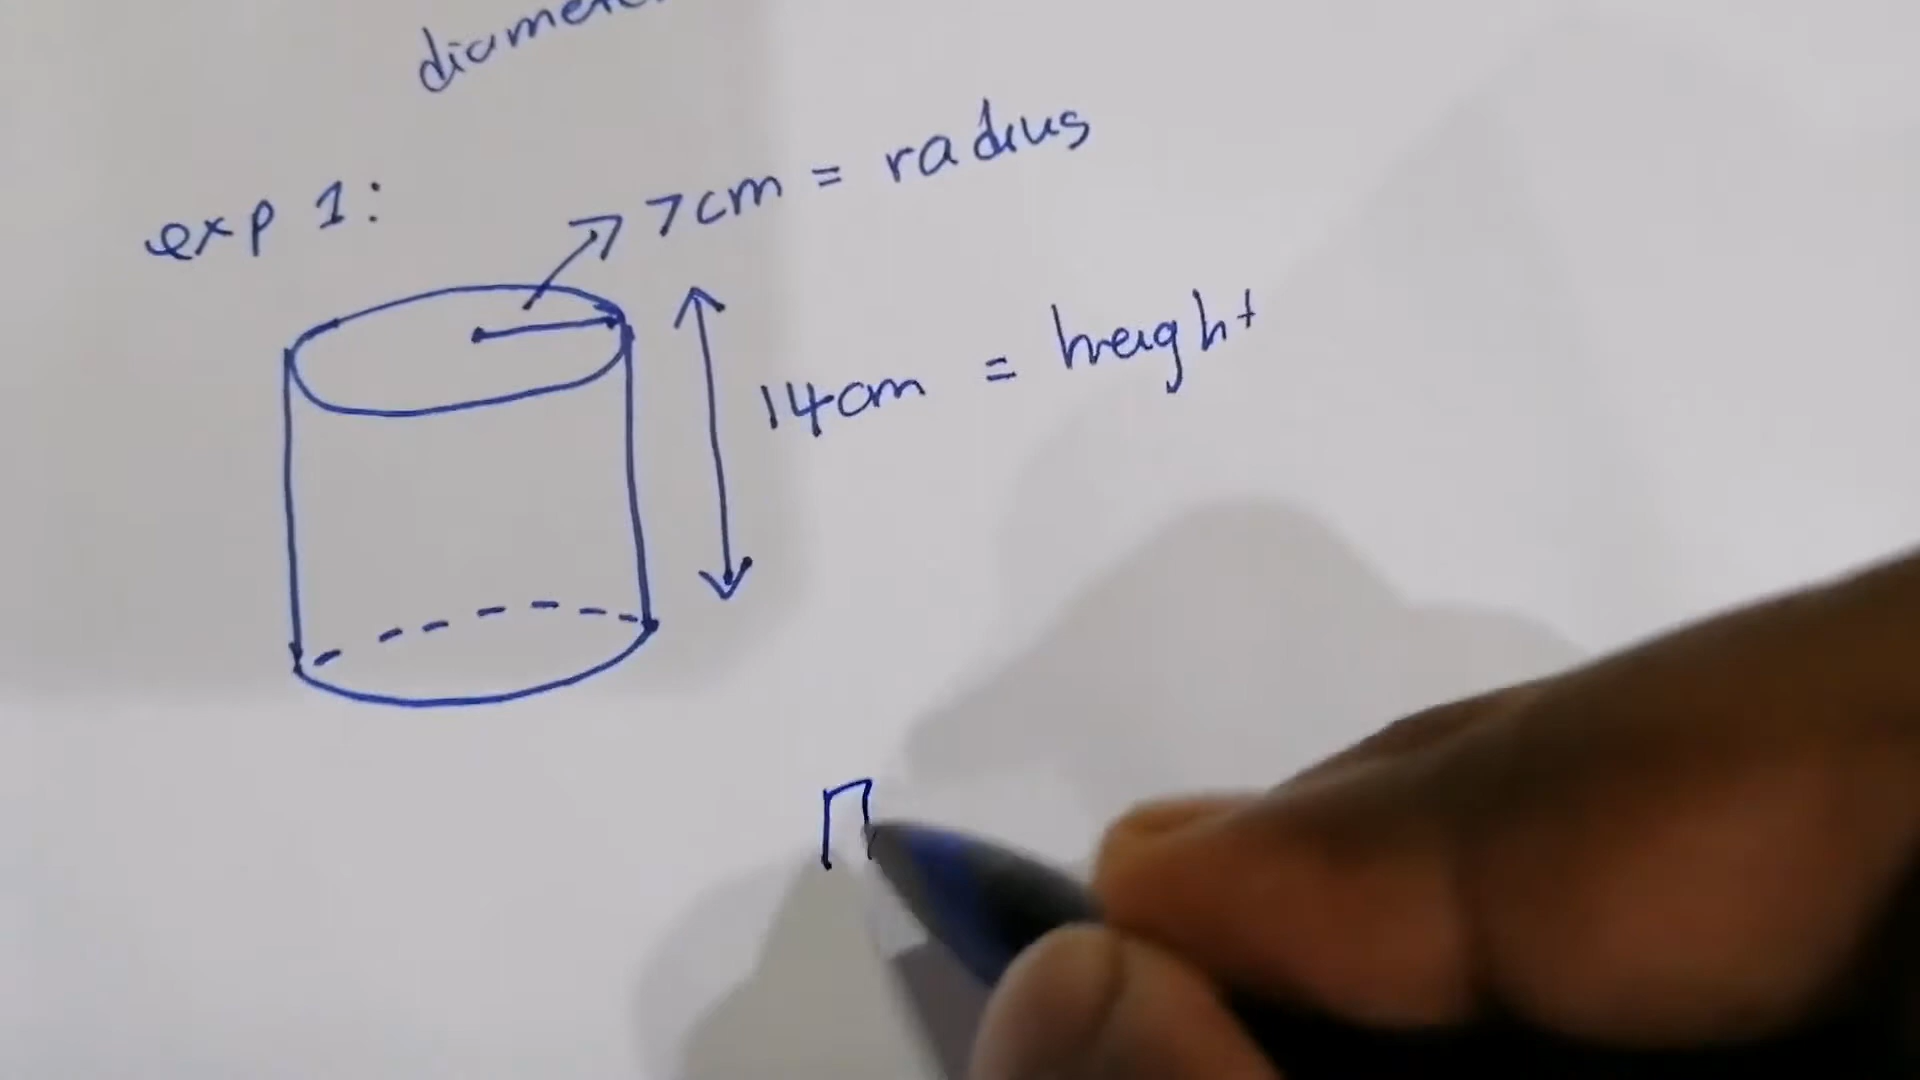 exp 1:
7cm = radius
14cm = height
π